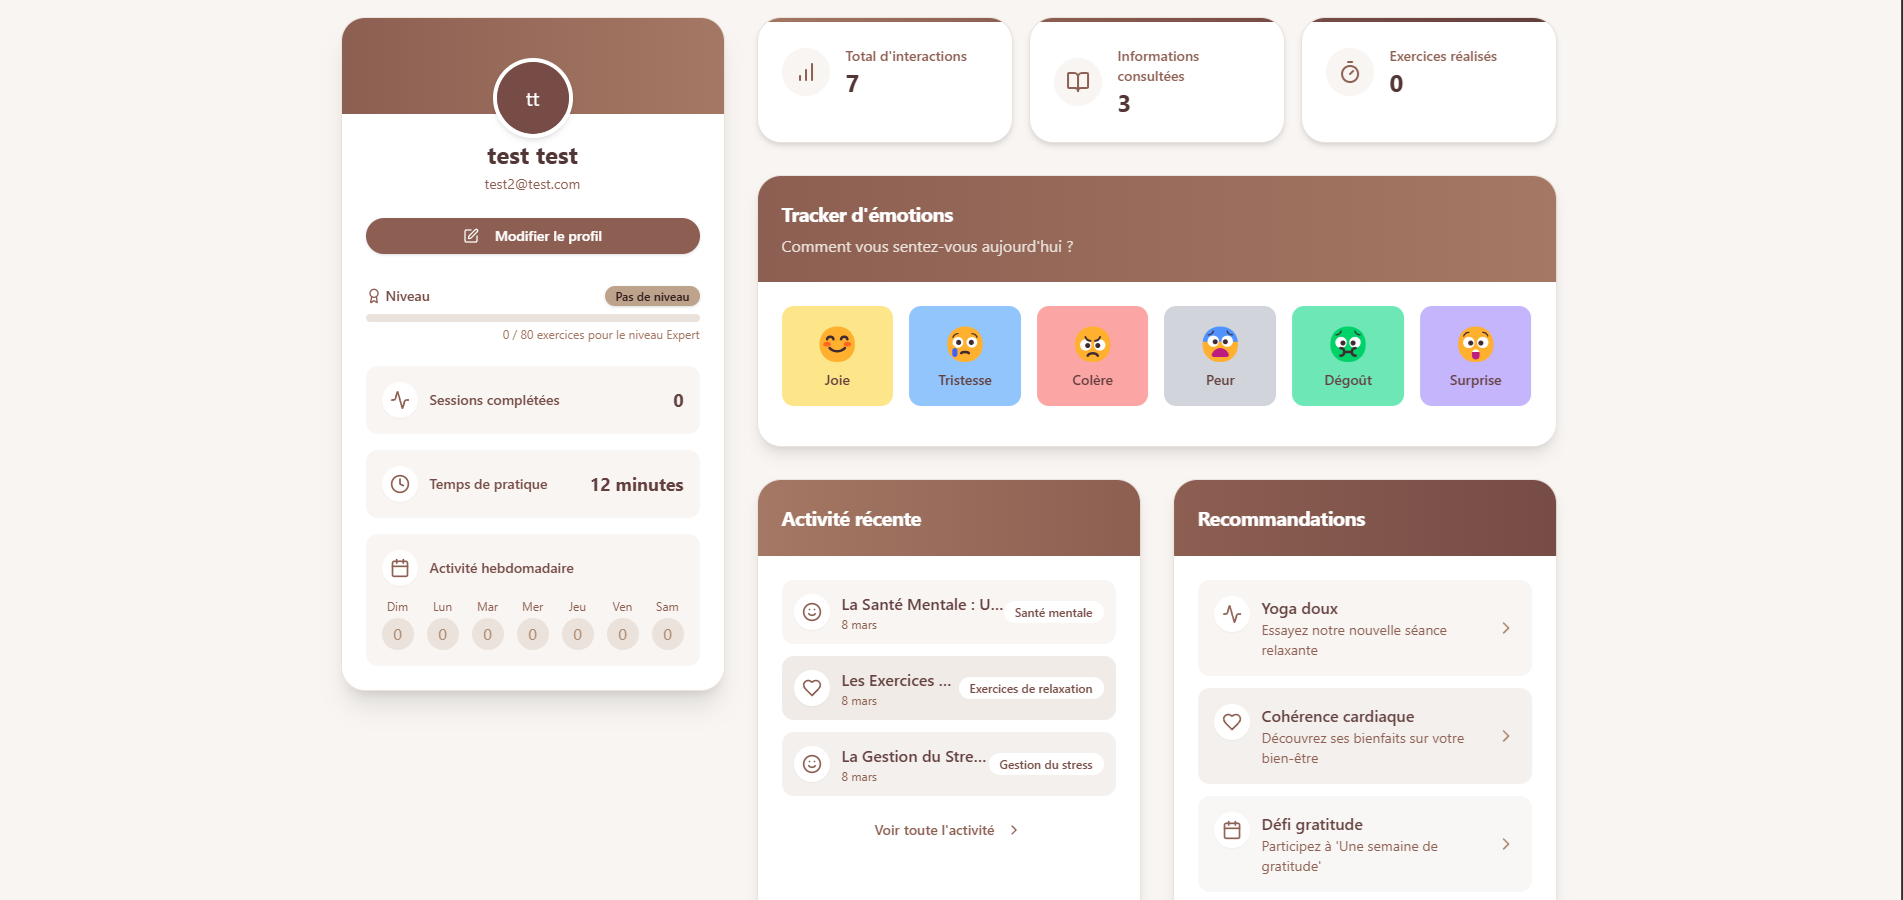 tt
test test
test2@test.com
Modifier le profil
Niveau
Pas de niveau
0 / 80 exercices pour le niveau Expert
Sessions complétées
0
Temps de pratique
12 minutes
Activité hebdomadaire
Dim Lun Mar Mer Jeu Ven Sam
0 0 0 0 0 0 0
Total d'interactions
7
Informations
consultées
3
Exercices réalisés
0
Tracker d'émotions
Comment vous sentez-vous aujourd'hui ?
Joie
Tristesse
Colère
Peur
Dégoût
Surprise
Activité récente
La Santé Mentale : U...
8 mars
Santé mentale
Les Exercices ...
8 mars
Exercices de relaxation
La Gestion du Stre...
8 mars
Gestion du stress
Voir toute l'activité
Recommandations
Yoga doux
Essayez notre nouvelle séance
relaxante
Cohérence cardiaque
Découvrez ses bienfaits sur votre
bien-être
Défi gratitude
Participez à 'Une semaine de
gratitude'